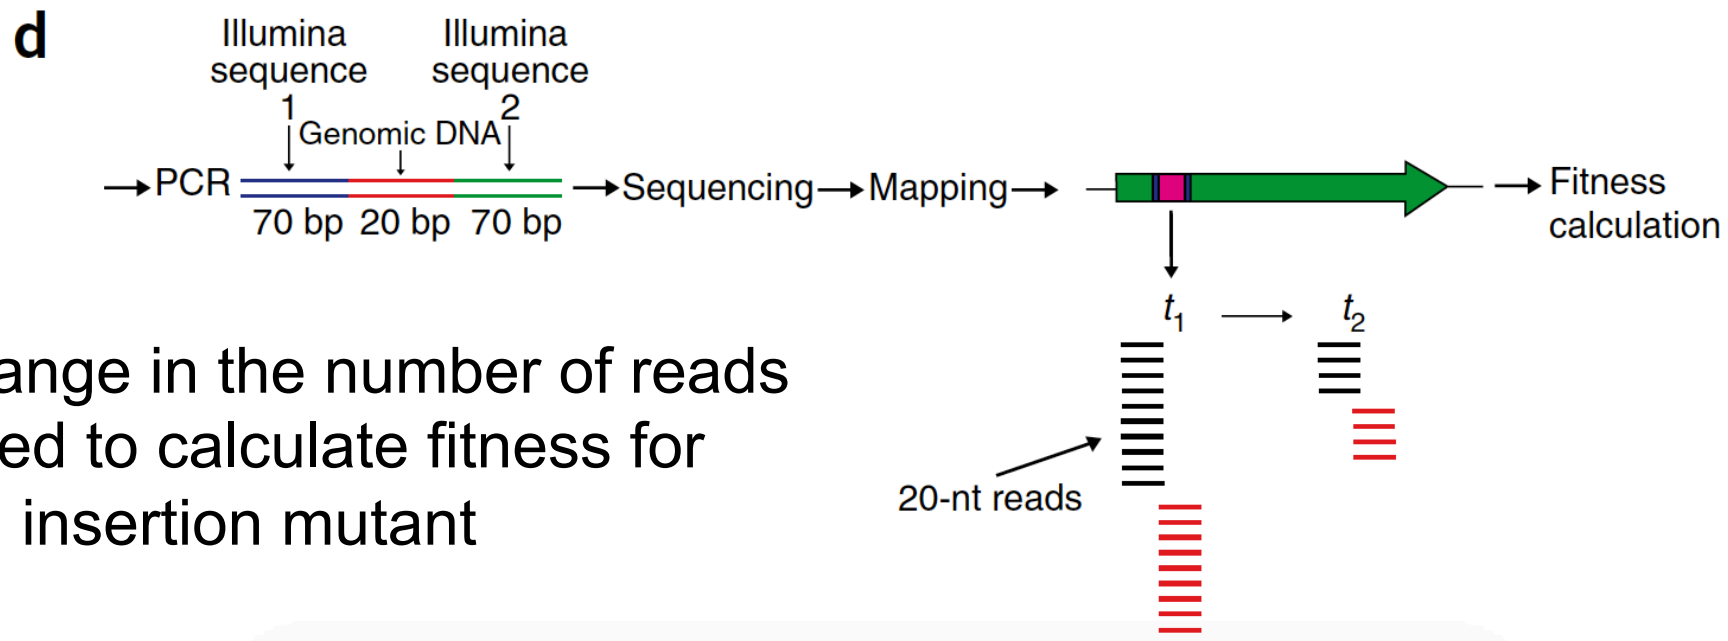 d
Illumina sequence 1
Illumina sequence 2
Genomic DNA
PCR
70 bp 20 bp 70 bp
Sequencing
Mapping
Fitness calculation
t1
t2
ange in the number of reads
ed to calculate fitness for
insertion mutant
20-nt reads